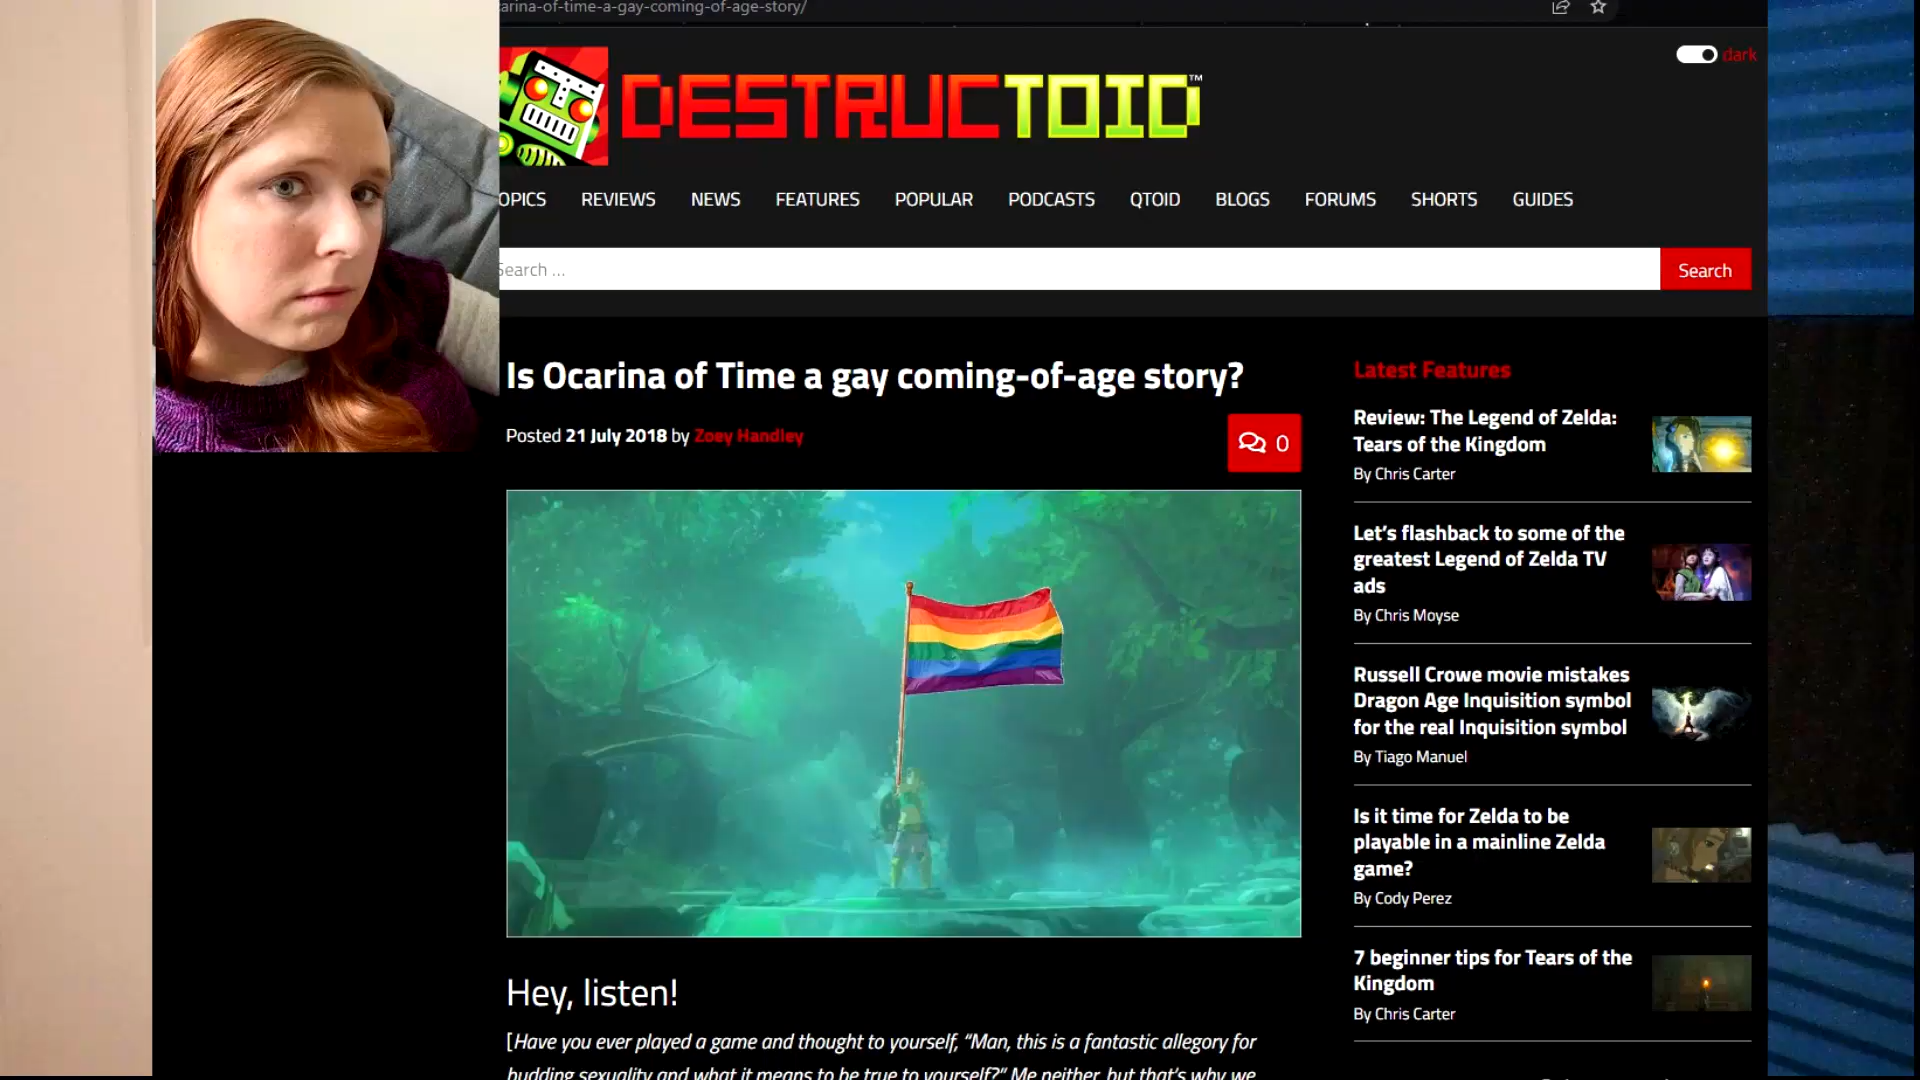 arina-of-time-a-gay-coming-of-age-story/
dark
DESTRUCTOID™
OPICS REVIEWS NEWS FEATURES POPULAR PODCASTS QTOID BLOGS FORUMS SHORTS GUIDES
Search ...
Search
Is Ocarina of Time a gay coming-of-age story?
Posted 21 July 2018 by Zoey Handley
0
Hey, listen!
[Have you ever played a game and thought to yourself, “Man, this is a fantastic allegory for
budding sexuality and what it means to be true to yourself?” Me neither, but that’s why we
Latest Features
Review: The Legend of Zelda:
Tears of the Kingdom
By Chris Carter
Let’s flashback to some of the
greatest Legend of Zelda TV
ads
By Chris Moyse
Russell Crowe movie mistakes
Dragon Age Inquisition symbol
for the real Inquisition symbol
By Tiago Manuel
Is it time for Zelda to be
playable in a mainline Zelda
game?
By Cody Perez
7 beginner tips for Tears of the
Kingdom
By Chris Carter